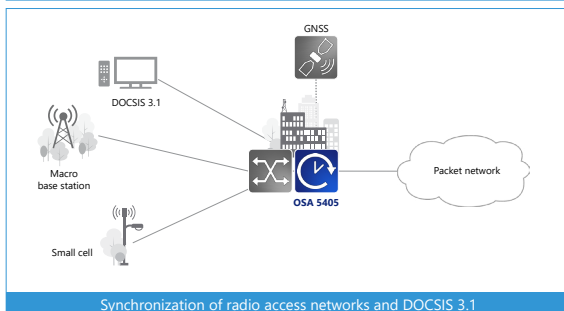 GNSS
DOCSIS 3.1
Macro
base station
Packet network
OSA 5405
Small cell
Synchronization of radio access networks and DOCSIS 3.1